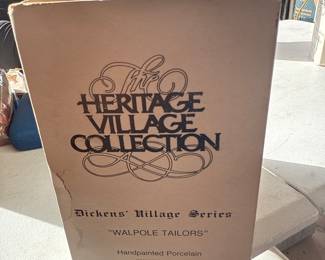 The
HERITAGE
VILLAGE
COLLECTION
Dickens' Village Series
"WALPOLE TAILORS"
Handpainted Porcelain